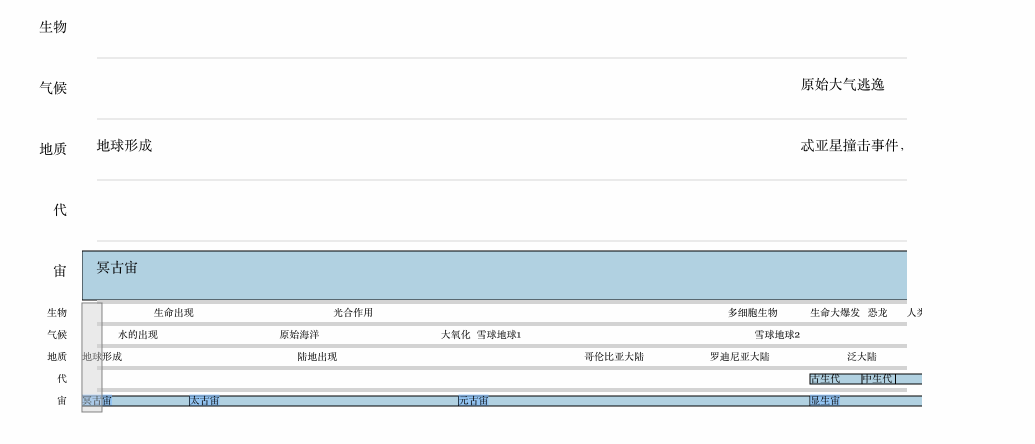 生物
气候 原始大气逃逸
地质 地球形成 忒亚星撞击事件,
代
宙 冥古宙
生物 生命出现 光合作用 多细胞生物 生命大爆发 恐龙 人类
气候 水的出现 原始海洋 大氧化 雪球地球1 雪球地球2
地质 地球形成 陆地出现 哥伦比亚大陆 罗迪尼亚大陆 泛大陆
代 古生代 中生代
宙 冥古宙 太古宙 元古宙 显生宙